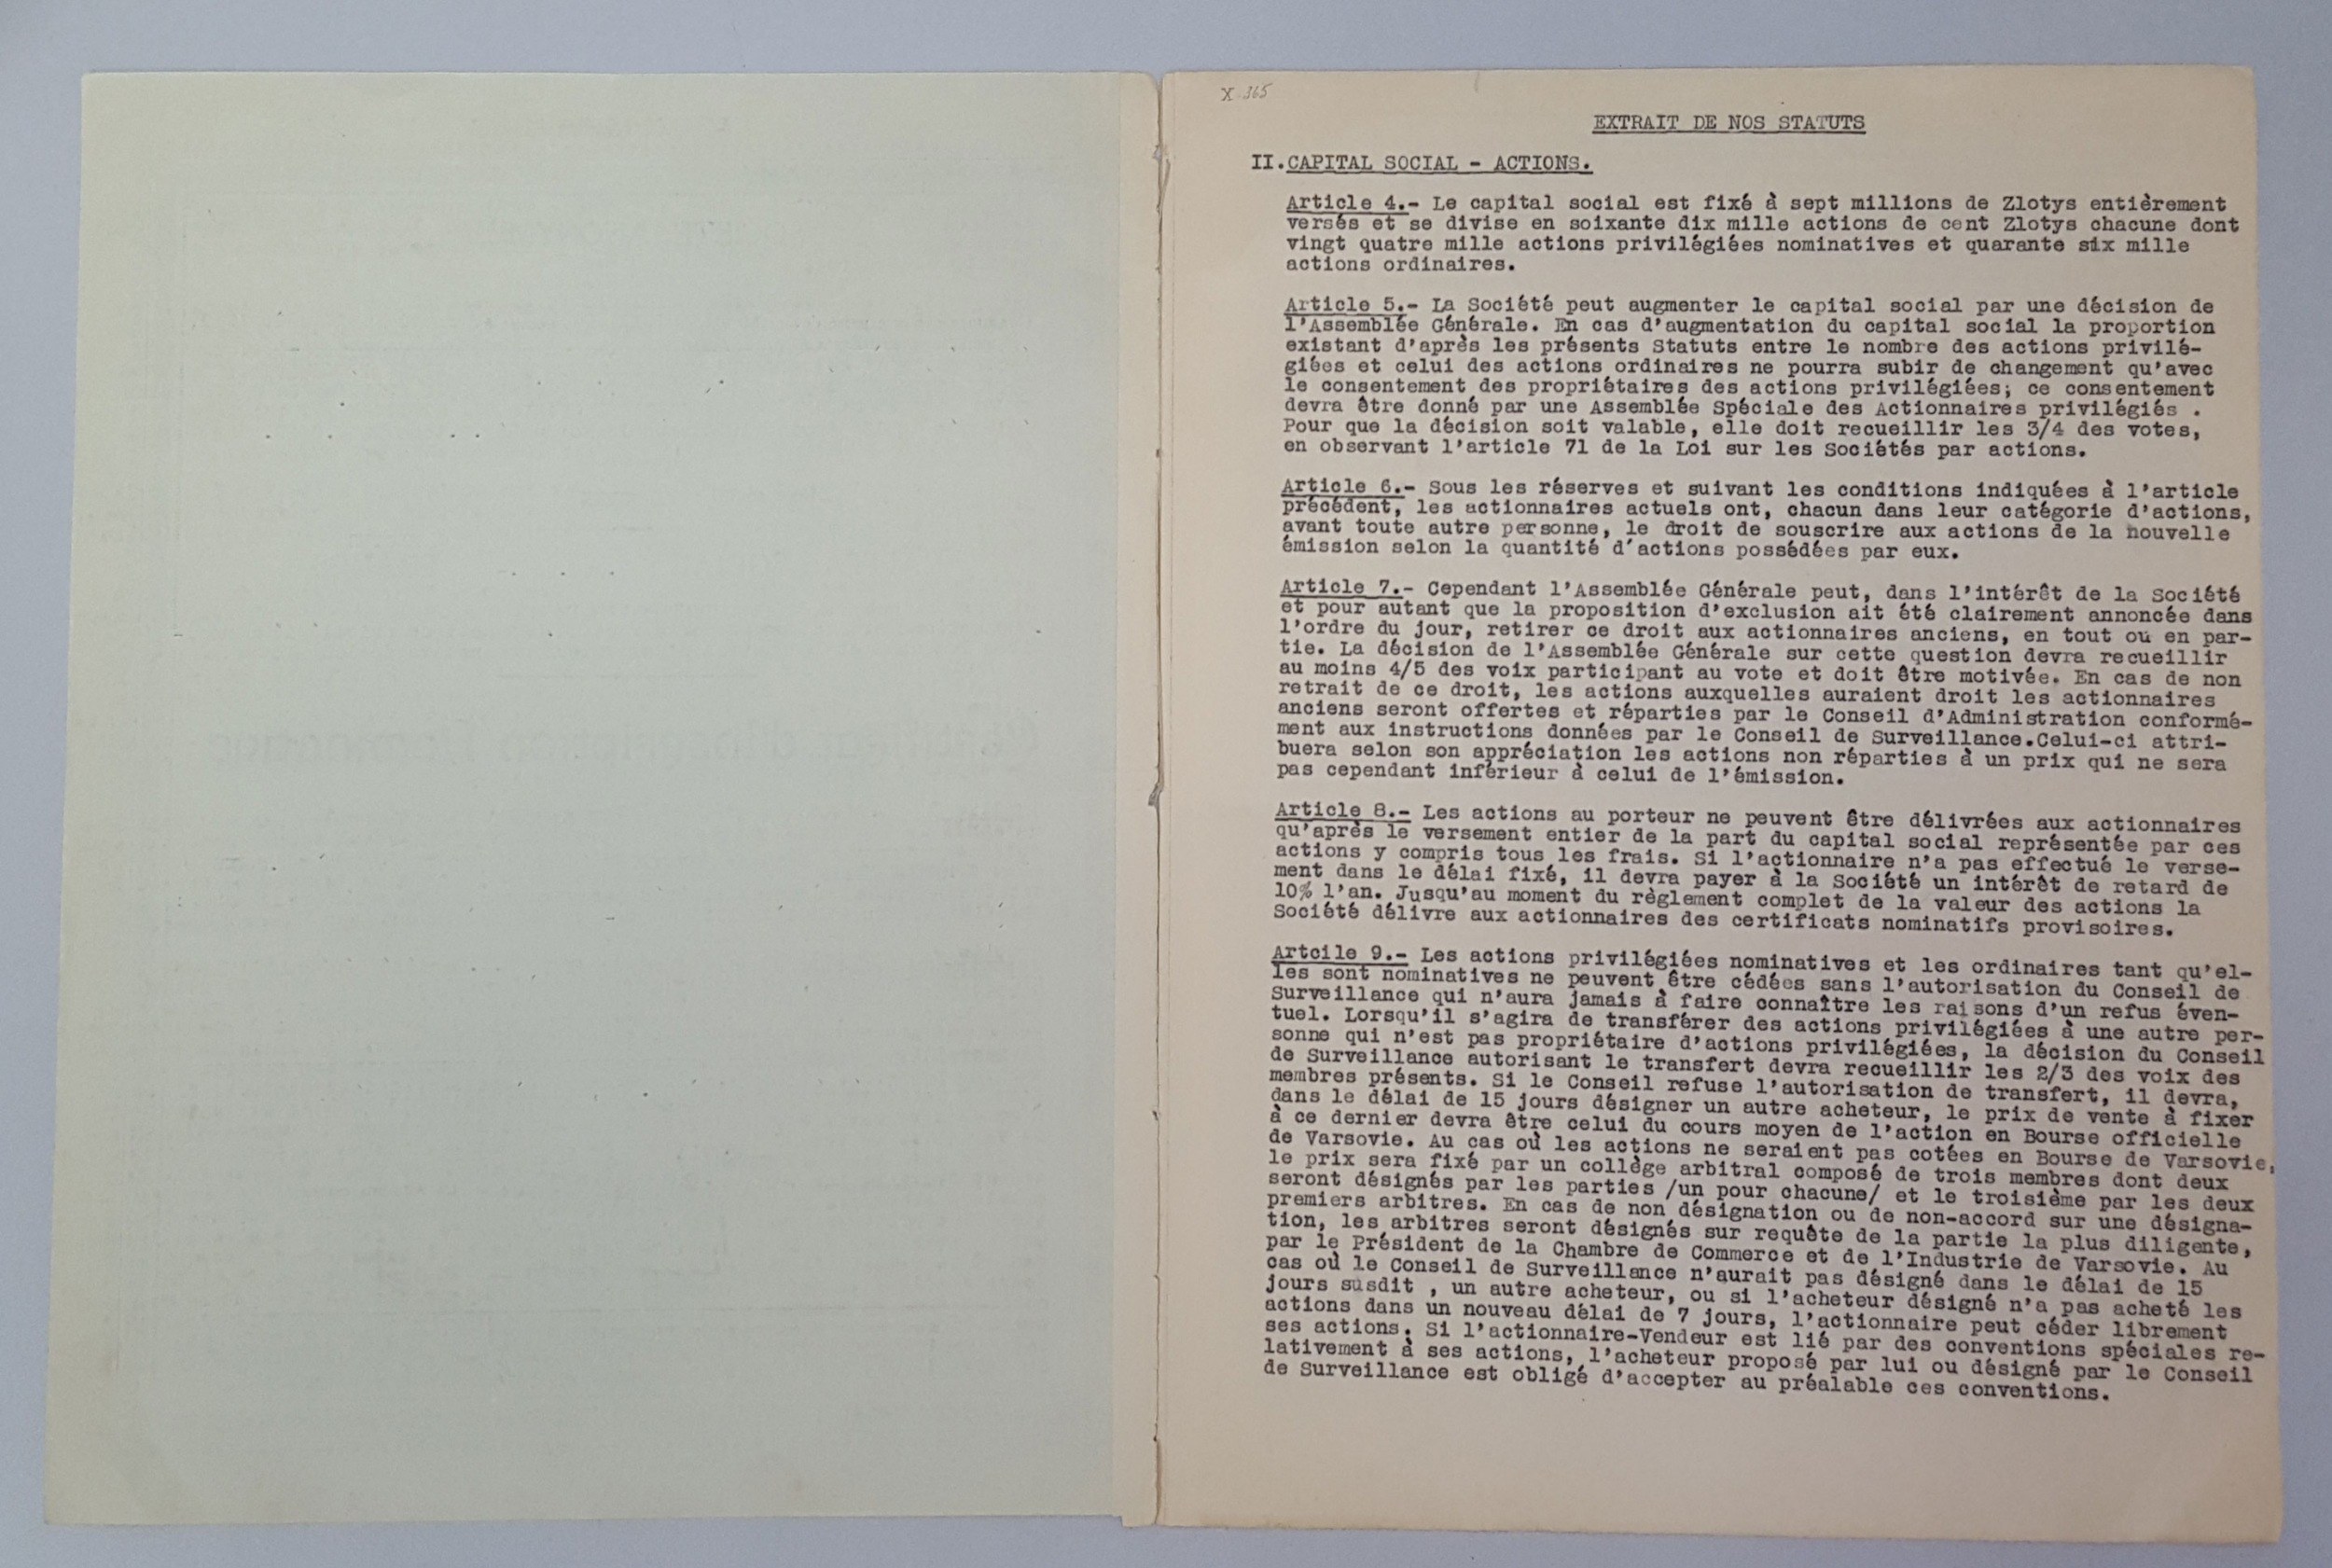 X 365
EXTRAIT DE NOS STATUTS
II.CAPITAL SOCIAL - ACTIONS.
Article 4.- Le capital social est fixé à sept millions de Zlotys entièrement
versés et se divise en soixante dix mille actions de cent Zlotys chacune dont
vingt quatre mille actions privilégiées nominatives et quarante six mille
actions ordinaires.
Article 5.- La Société peut augmenter le capital social par une décision de
l'Assemblée Générale. En cas d'augmentation du capital social la proportion
existant d'après les présents Statuts entre le nombre des actions privilé-
giées et celui des actions ordinaires ne pourra subir de changement qu'avec
le consentement des propriétaires des actions privilégiées; ce consentement
devra être donné par une Assemblée Spéciale des Actionnaires privilégiés .
Pour que la décision soit valable, elle doit recueillir les 3/4 des votes,
en observant l'article 71 de la Loi sur les Sociétés par actions.
Article 6.- Sous les réserves et suivant les conditions indiquées à l'article
précédent, les actionnaires actuels ont, chacun dans leur catégorie d'actions,
avant toute autre personne, le droit de souscrire aux actions de la nouvelle
émission selon la quantité d'actions possédées par eux.
Article 7.- Cependant l'Assemblée Générale peut, dans l'intérêt de la Société
et pour autant que la proposition d'exclusion ait été clairement annoncée dans
l'ordre du jour, retirer ce droit aux actionnaires anciens, en tout ou en par-
tie. La décision de l'Assemblée Générale sur cette question devra recueillir
au moins 4/5 des voix participant au vote et doit être motivée. En cas de non
retrait de ce droit, les actions auxquelles auraient droit les actionnaires
anciens seront offertes et réparties par le Conseil d'Administration conformé-
ment aux instructions données par le Conseil de Surveillance.Celui-ci attri-
buera selon son appréciation les actions non réparties à un prix qui ne sera
pas cependant inférieur à celui de l'émission.
Article 8.- Les actions au porteur ne peuvent être délivrées aux actionnaires
qu'après le versement entier de la part du capital social représentée par ces
actions y compris tous les frais. Si l'actionnaire n'a pas effectué le verse-
ment dans le délai fixé, il devra payer à la Société un intérêt de retard de
10% l'an. Jusqu'au moment du règlement complet de la valeur des actions la
Société délivre aux actionnaires des certificats nominatifs provisoires.
Artcile 9.- Les actions privilégiées nominatives et les ordinaires tant qu'el-
les sont nominatives ne peuvent être cédées sans l'autorisation du Conseil de
Surveillance qui n'aura jamais à faire connaître les raisons d'un refus éven-
tuel. Lorsqu'il s'agira de transférer des actions privilégiées à une autre per-
sonne qui n'est pas propriétaire d'actions privilégiées, la décision du Conseil
de Surveillance autorisant le transfert devra recueillir les 2/3 des voix des
membres présents. Si le Conseil refuse l'autorisation de transfert, il devra,
dans le délai de 15 jours désigner un autre acheteur, le prix de vente à fixer
à ce dernier devra être celui du cours moyen de l'action en Bourse officielle
de Varsovie. Au cas où les actions ne seraient pas cotées en Bourse de Varsovie,
le prix sera fixé par un collège arbitral composé de trois membres dont deux
seront désignés par les parties /un pour chacune/ et le troisième par les deux
premiers arbitres. En cas de non désignation ou de non-accord sur une désigna-
tion, les arbitres seront désignés sur requête de la partie la plus diligente,
par le Président de la Chambre de Commerce et de l'Industrie de Varsovie. Au
cas où le Conseil de Surveillance n'aurait pas désigné dans le délai de 15
jours susdit , un autre acheteur, ou si l'acheteur désigné n'a pas acheté les
actions dans un nouveau délai de 7 jours, l'actionnaire peut céder librement
ses actions. Si l'actionnaire-Vendeur est lié par des conventions spéciales re-
lativement à ses actions, l'acheteur proposé par lui ou désigné par le Conseil
de Surveillance est obligé d'accepter au préalable ces conventions.